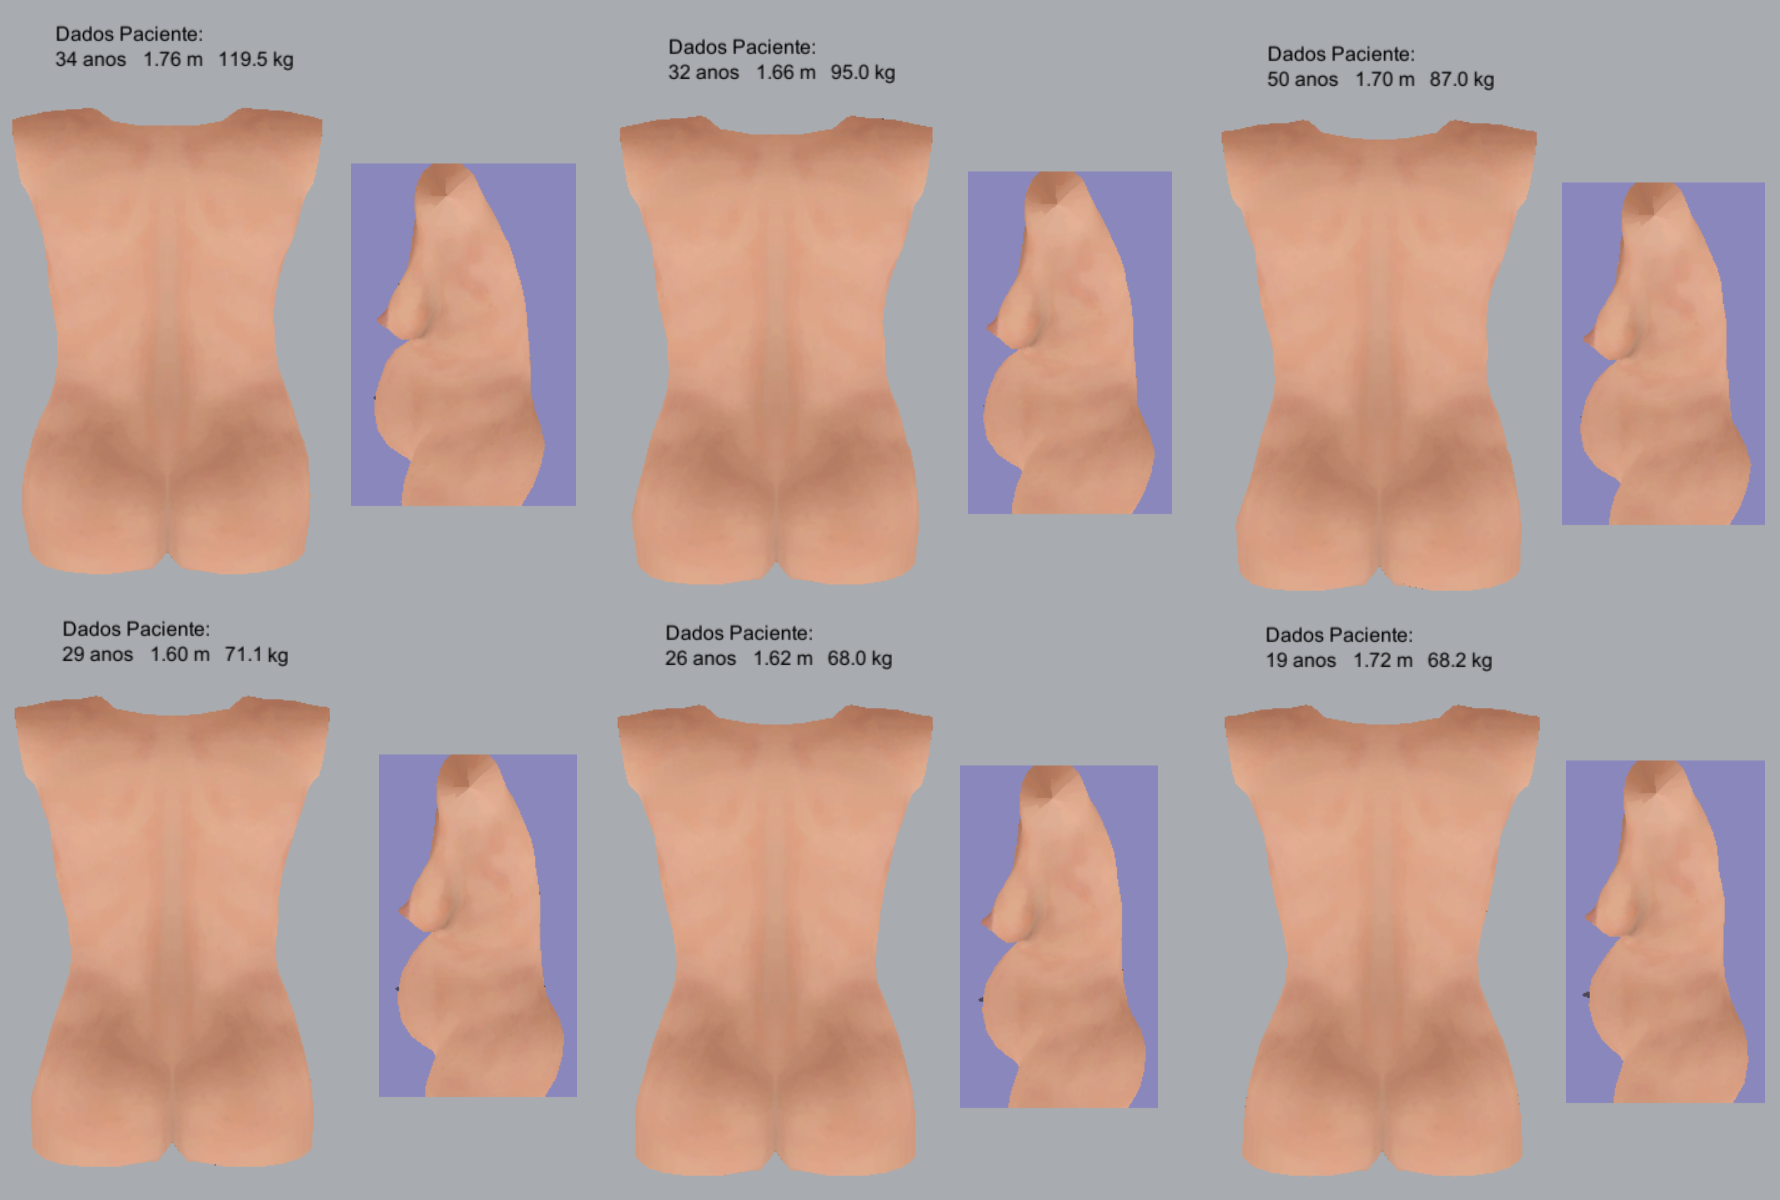 Dados Paciente:
34 anos 1.76 m 119.5 kg
Dados Paciente:
32 anos 1.66 m 95.0 kg
Dados Paciente:
50 anos 1.70 m 87.0 kg
Dados Paciente:
29 anos 1.60 m 71.1 kg
Dados Paciente:
26 anos 1.62 m 68.0 kg
Dados Paciente:
19 anos 1.72 m 68.2 kg